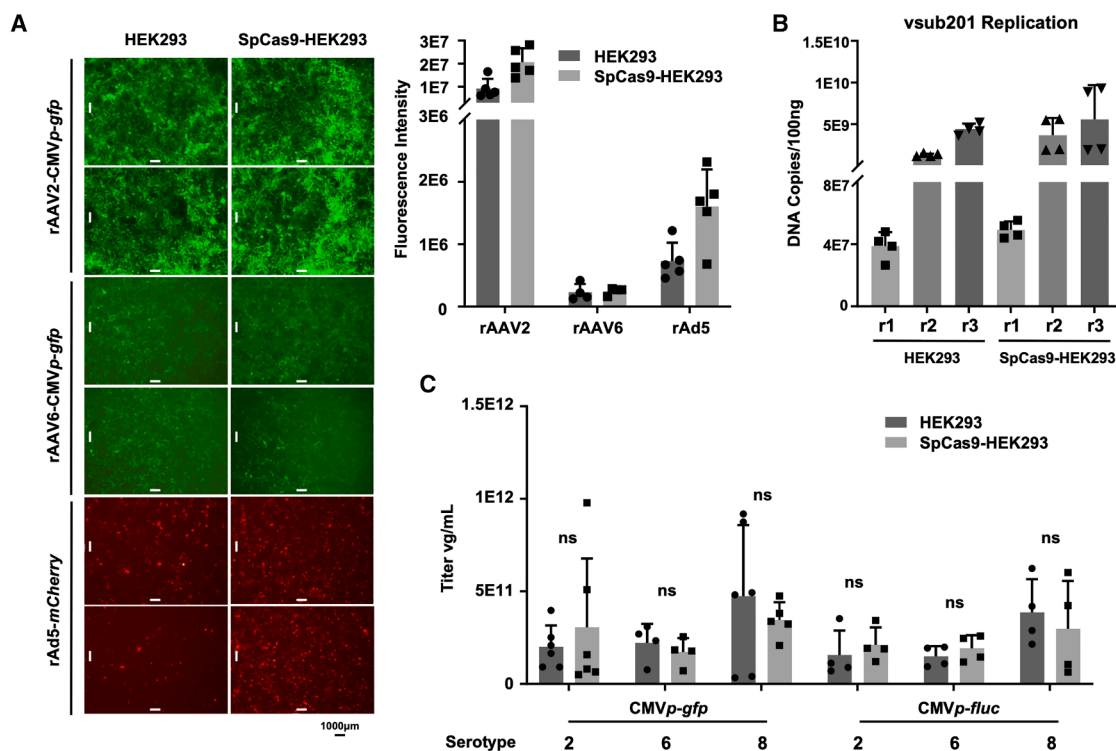 A
HEK293
SpCas9-HEK293
rAAV2-CMVp-gfp
rAAV6-CMVp-gfp
rAd5-mCherry
1000μm
Fluorescence Intensity
3E7
2E7
1E7
3E6
2E6
1E6
0
HEK293
SpCas9-HEK293
rAAV2
rAAV6
rAd5
B
vsub201 Replication
DNA Copies/100ng
1.5E10
1E10
5E9
8E7
4E7
0
r1
r2
r3
r1
r2
r3
HEK293
SpCas9-HEK293
C
Titer vg/mL
1.5E12
1E12
5E11
0
HEK293
SpCas9-HEK293
ns
ns
ns
ns
ns
ns
CMVp-gfp
CMVp-fluc
Serotype
2
6
8
2
6
8